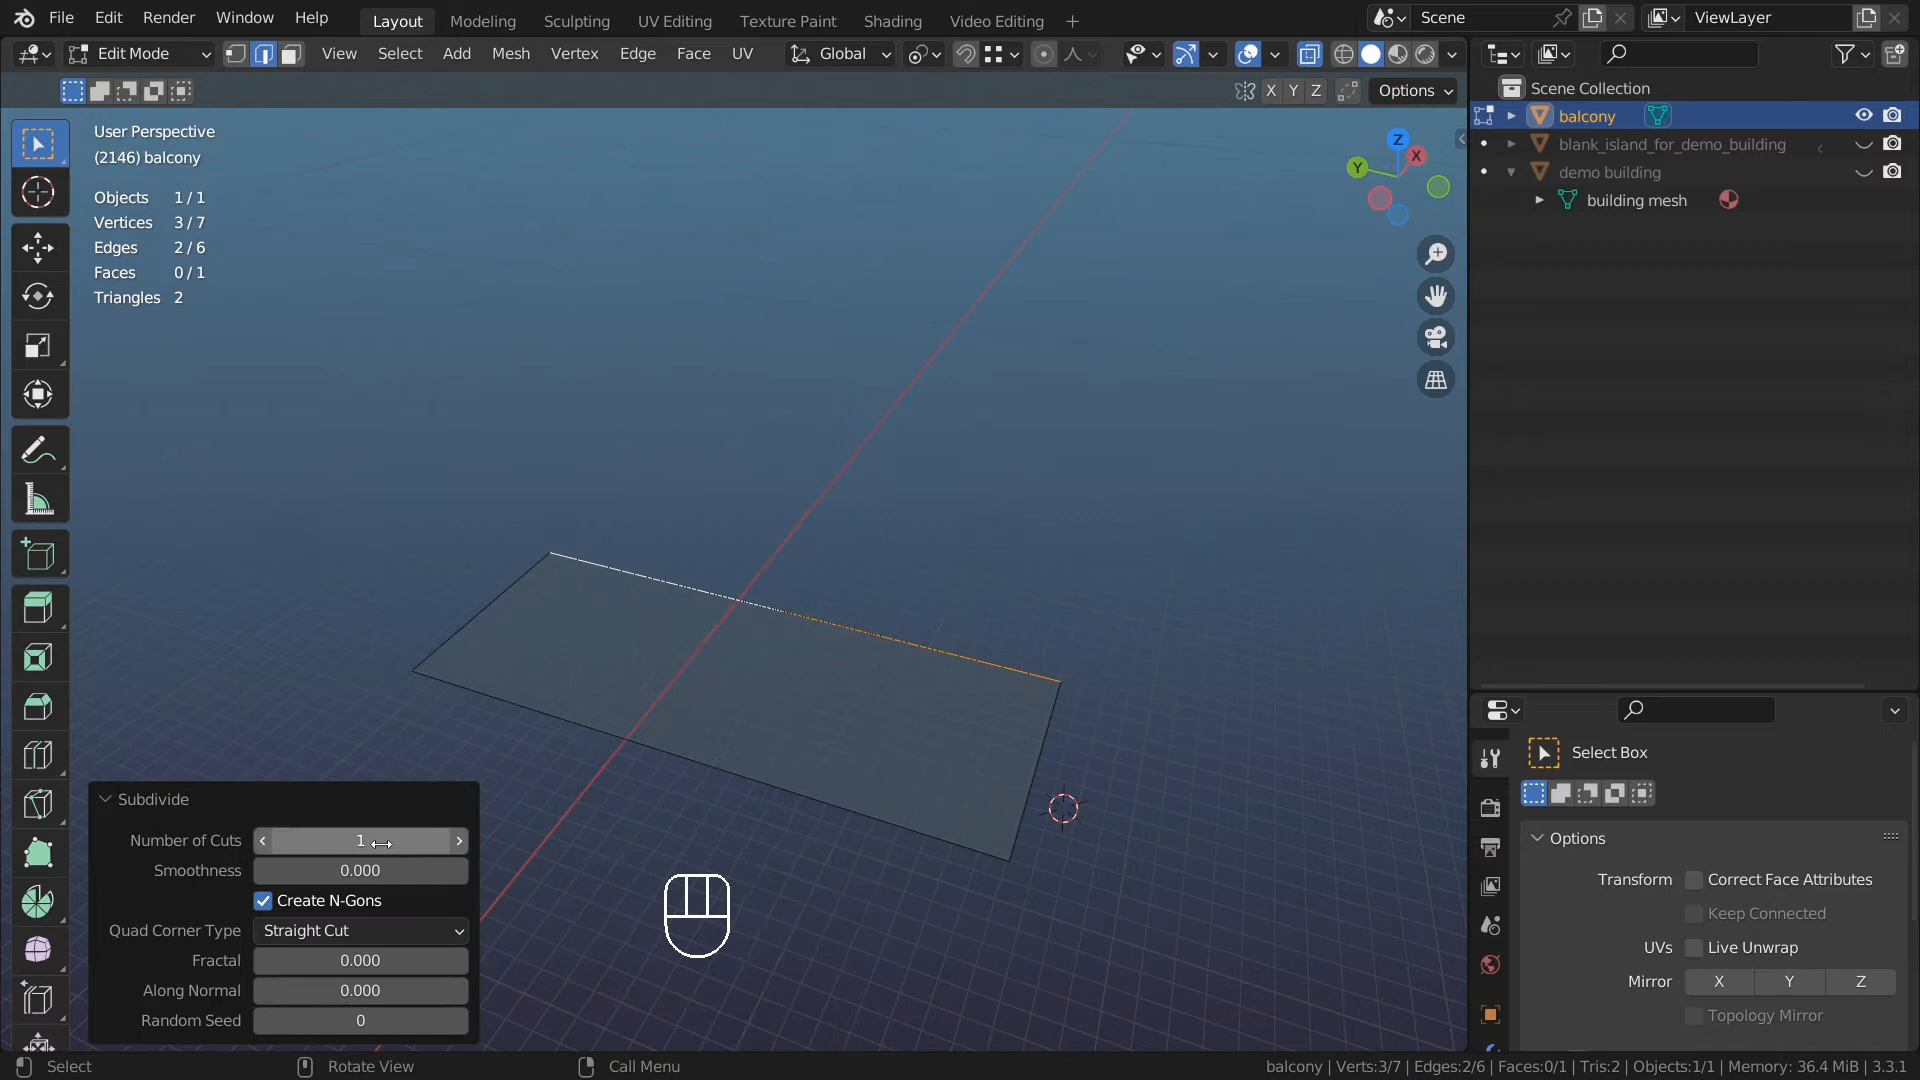 File Edit Render Window Help Layout Modeling Sculpting UV Editing Texture Paint Shading Video Editing Scene ViewLayer
Edit Mode View Select Add Mesh Vertex Edge Face UV Global
X Y Z Options
Scene Collection
balcony
blank_island_for_demo_building
demo building
building mesh
User Perspective
(2146) balcony
Objects 1 / 1
Vertices 3 / 7
Edges 2 / 6
Faces 0 / 1
Triangles 2
Z
X
Y
Subdivide
Number of Cuts 1
Smoothness 0.000
Create N-Gons
Quad Corner Type Straight Cut
Fractal 0.000
Along Normal 0.000
Random Seed 0
Select Box
Options
Transform Correct Face Attributes
Keep Connected
UVs Live Unwrap
Mirror X Y Z
Topology Mirror
Select Rotate View Call Menu balcony | Verts:3/7 | Edges:2/6 | Faces:0/1 | Tris:2 | Objects:1/1 | Memory: 36.4 MiB | 3.3.1